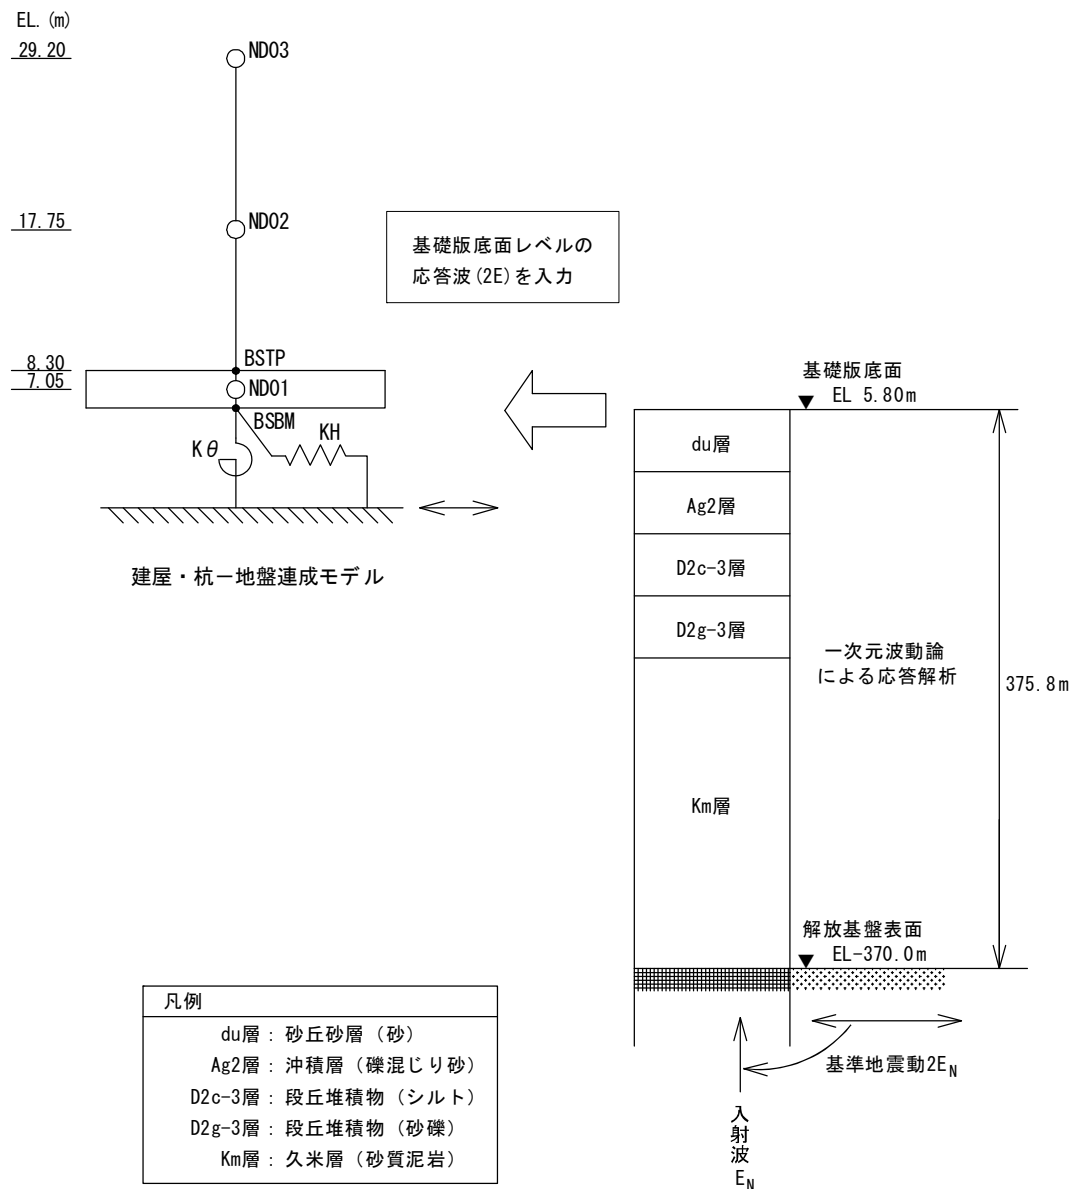 EL. (m)
29.20
ND03
17.75
ND02
基礎版底面レベルの
応答波(2E)を入力
8.30
BSTP
7.05
ND01
BSBM
KH
Kθ
建屋・杭－地盤連成モデル
基礎版底面
EL 5.80m
du層
Ag2層
D2c-3層
D2g-3層
一次元波動論
による応答解析
375.8m
Km層
解放基盤表面
EL-370.0m
基準地震動2EN
入射波
EN
凡例
du層：砂丘砂層（砂）
Ag2層：沖積層（礫混じり砂）
D2c-3層：段丘堆積物（シルト）
D2g-3層：段丘堆積物（砂礫）
Km層：久米層（砂質泥岩）